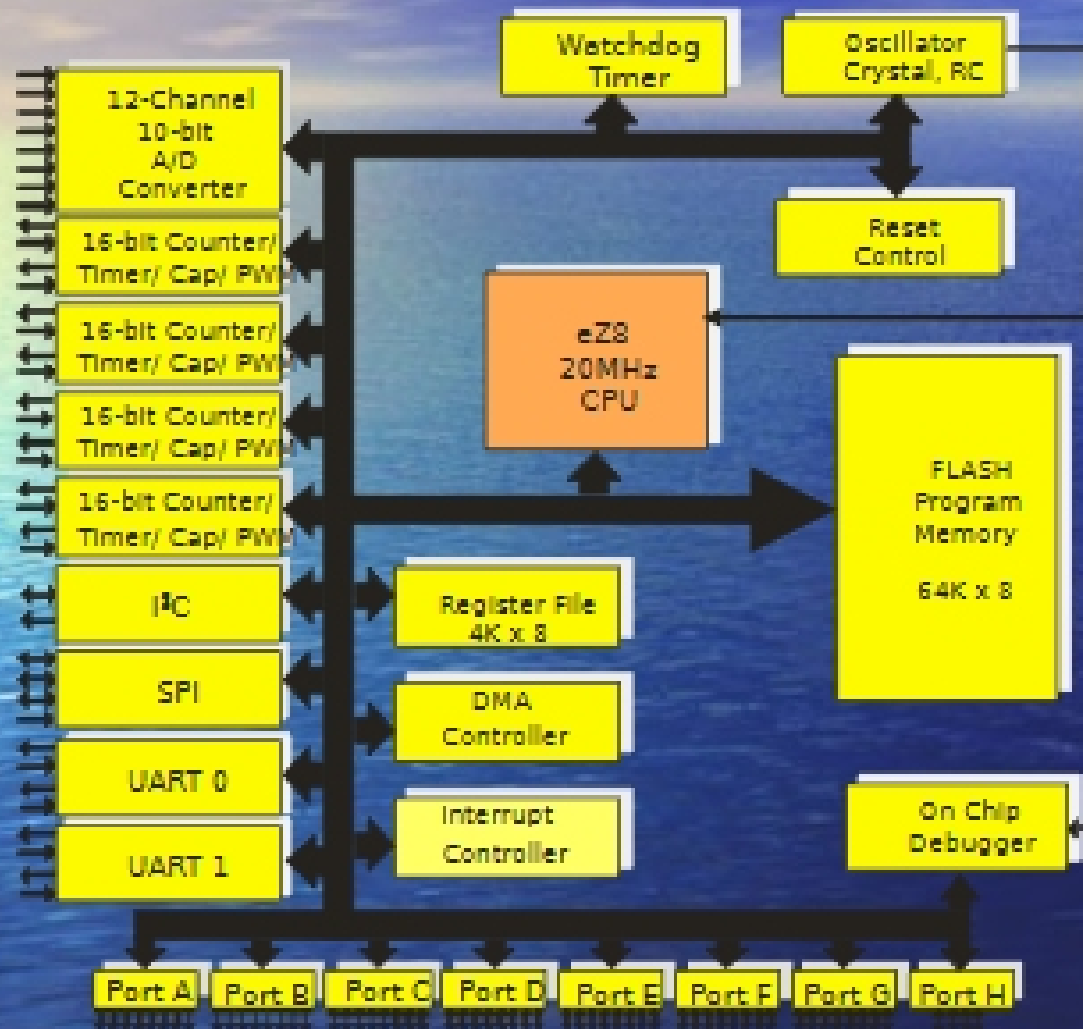 Watchdog
Timer
Oscillator
Crystal, RC
12-Channel
10-bit
A/D
Converter
Reset
Control
16-bit Counter/
Timer/ Cap/ PWM
16-bit Counter/
Timer/ Cap/ PWM
16-bit Counter/
Timer/ Cap/ PWM
16-bit Counter/
Timer/ Cap/ PWM
eZ8
20MHz
CPU
FLASH
Program
Memory
64K x 8
I²C
Register File
4K x 8
SPI
DMA
Controller
UART 0
Interrupt
Controller
UART 1
On Chip
Debugger
Port A
Port B
Port C
Port D
Port E
Port F
Port G
Port H